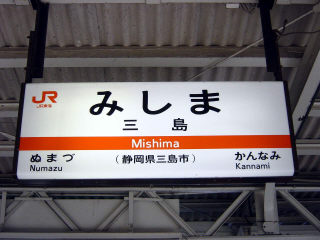 JR
JR東海
みしま
三島
Mishima
ぬまづ (静岡県三島市) かんなみ
Numazu Kannami